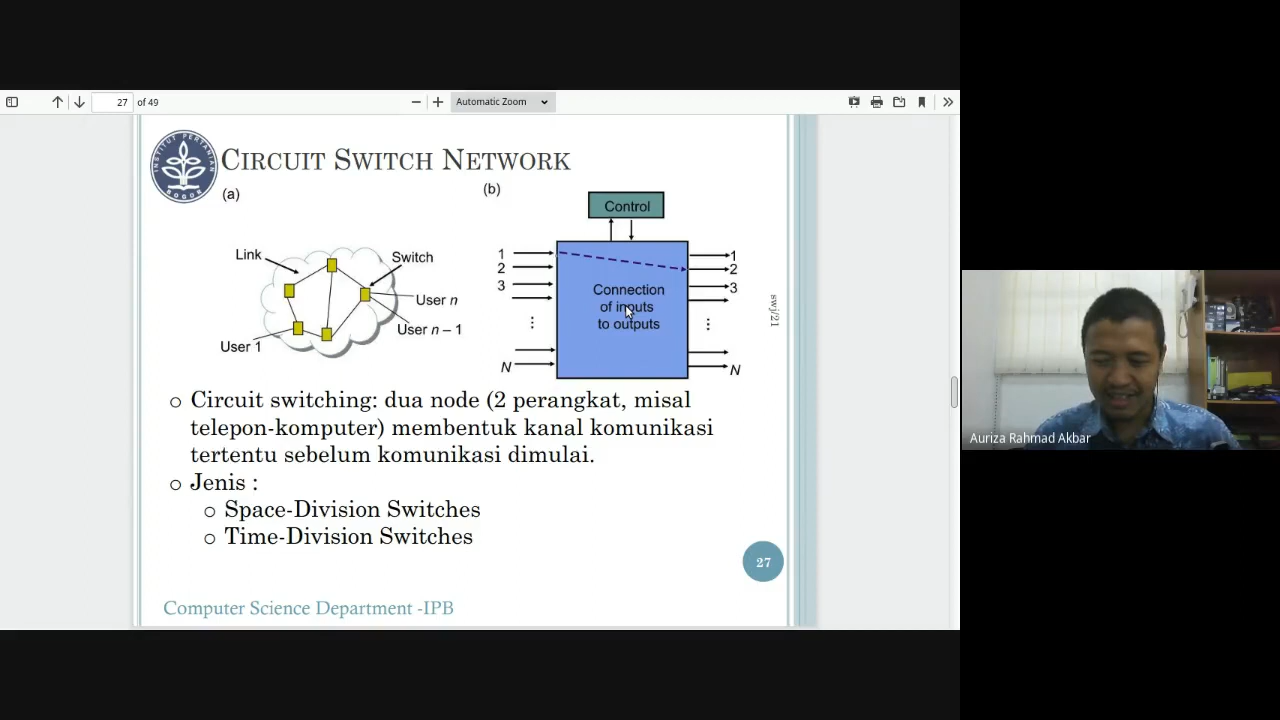 27 of 49
Automatic Zoom
INSTITUT PERTANIAN
BOGOR
CIRCUIT SWITCH NETWORK
(a)
(b)
Link
Switch
User n
User n – 1
User 1
Control
1
2
3
⋮
N
Connection
of inputs
to outputs
1
2
3
⋮
N
swj/21
o Circuit switching: dua node (2 perangkat, misal
telepon-komputer) membentuk kanal komunikasi
tertentu sebelum komunikasi dimulai.
o Jenis :
o Space-Division Switches
o Time-Division Switches
27
Computer Science Department -IPB
Auriza Rahmad Akbar